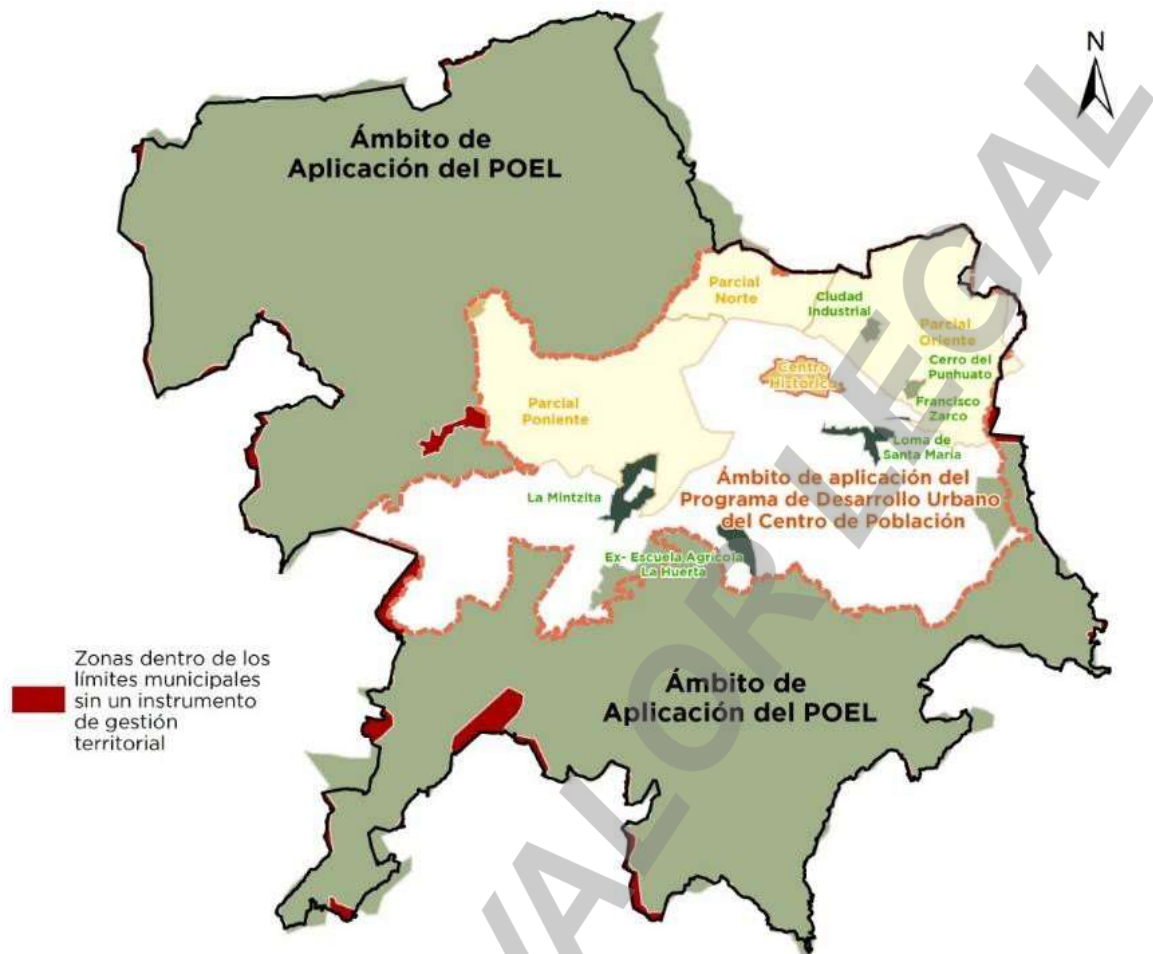 N
Ámbito de
Aplicación del POEL
Parcial
Norte
Ciudad
Industrial
Parcial
Oriente
Cerro del
Punhuato
Centro
Histórico
Francisco
Zarco
Parcial
Poniente
Loma de
Santa María
La Mintzita
Ámbito de aplicación del
Programa de Desarrollo Urbano
del Centro de Población
Ex- Escuela Agrícola
La Huerta
Zonas dentro de los
límites municipales
sin un instrumento
de gestión
territorial
Ámbito de
Aplicación del POEL
VALOR LEGAL